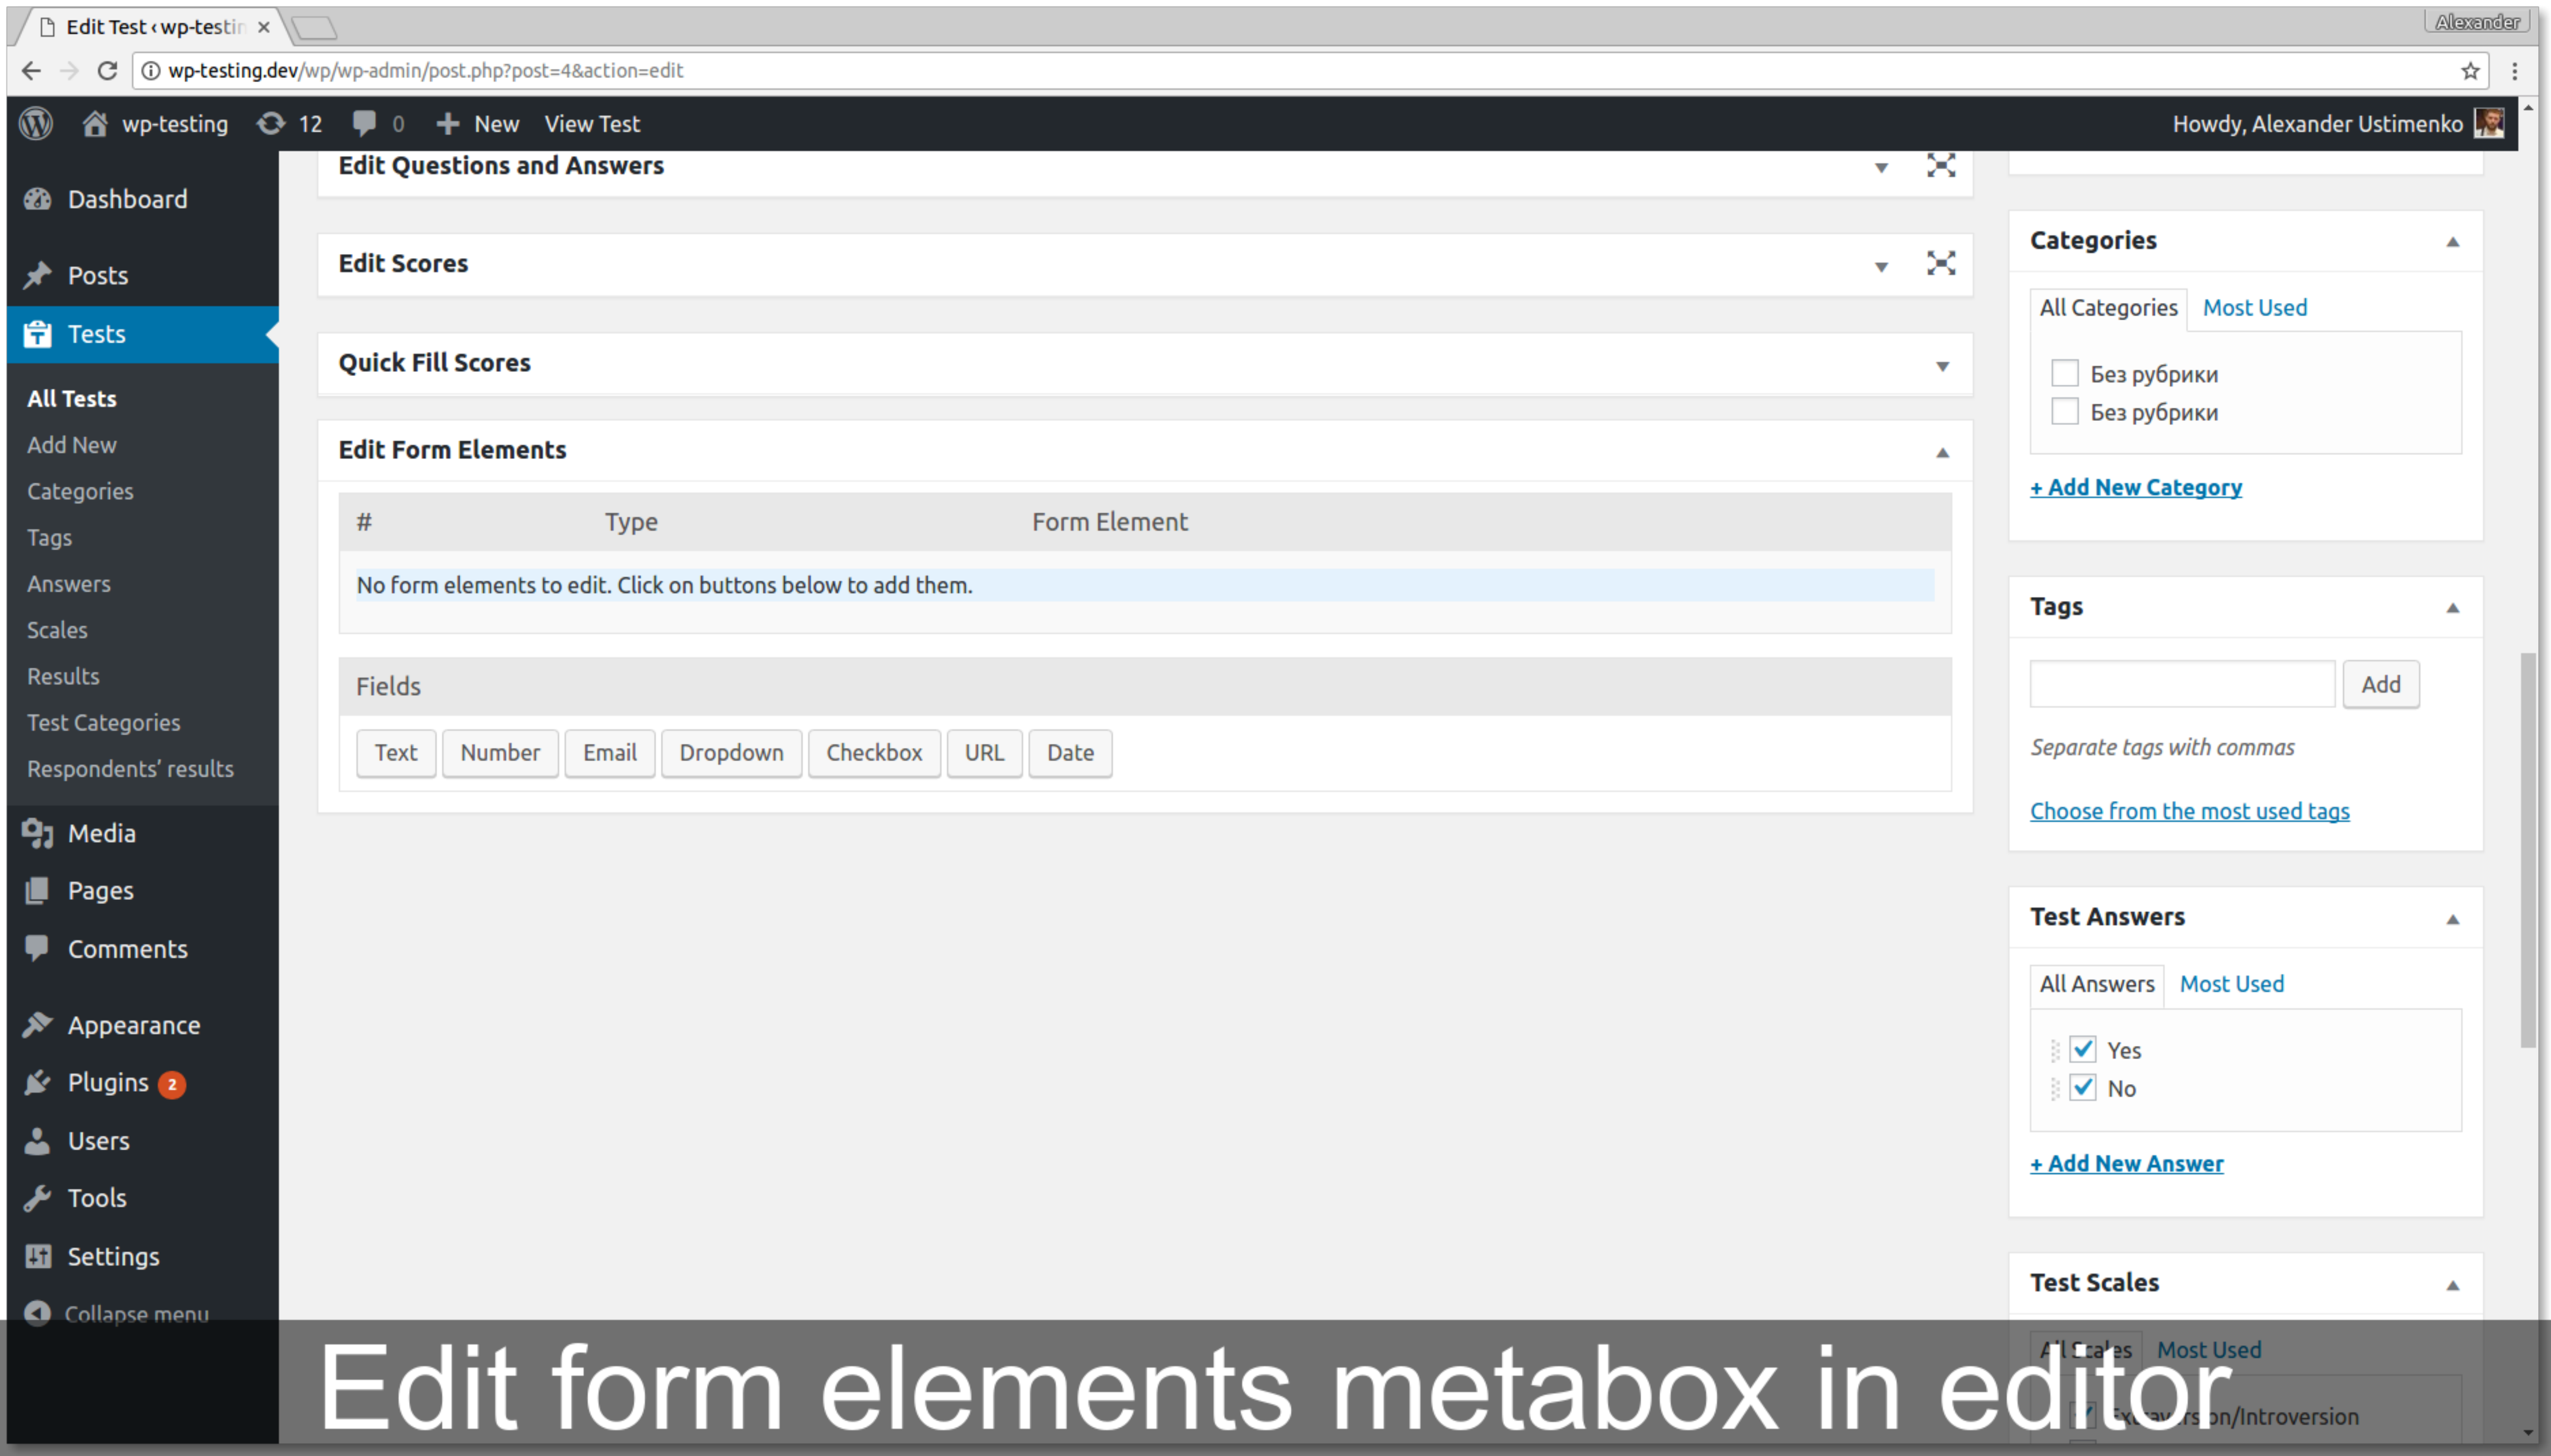 Edit Test ‹ wp-testin
Alexander
wp-testing.dev/wp/wp-admin/post.php?post=4&action=edit
wp-testing 12 0 New View Test
Howdy, Alexander Ustimenko
Dashboard
Posts
Tests
All Tests
Add New
Categories
Tags
Answers
Scales
Results
Test Categories
Respondents’ results
Media
Pages
Comments
Appearance
Plugins 2
Users
Tools
Settings
Collapse menu
Edit Questions and Answers
Edit Scores
Quick Fill Scores
Edit Form Elements
# Type Form Element
No form elements to edit. Click on buttons below to add them.
Fields
Text Number Email Dropdown Checkbox URL Date
Categories
All Categories Most Used
Без рубрики
Без рубрики
+ Add New Category
Tags
Add
Separate tags with commas
Choose from the most used tags
Test Answers
All Answers Most Used
Yes
No
+ Add New Answer
Test Scales
All Scales Most Used
Extraversion/Introversion
Edit form elements metabox in editor